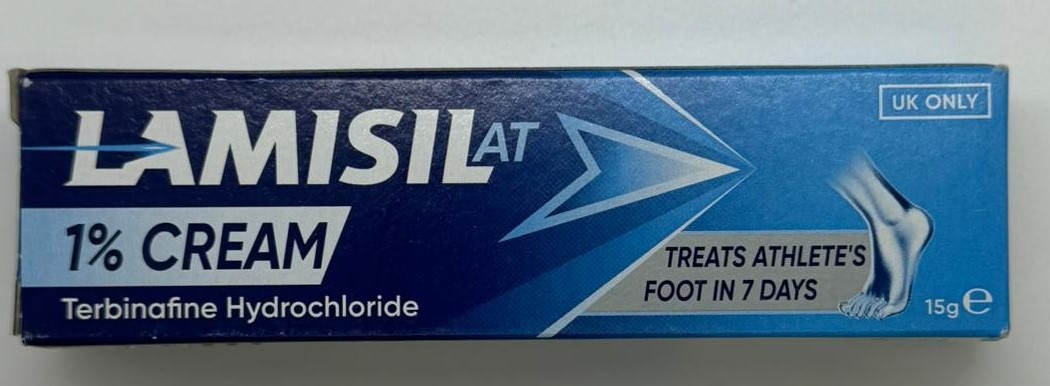 LAMISIL AT
1% CREAM
Terbinafine Hydrochloride
UK ONLY
TREATS ATHLETE'S
FOOT IN 7 DAYS
15g e